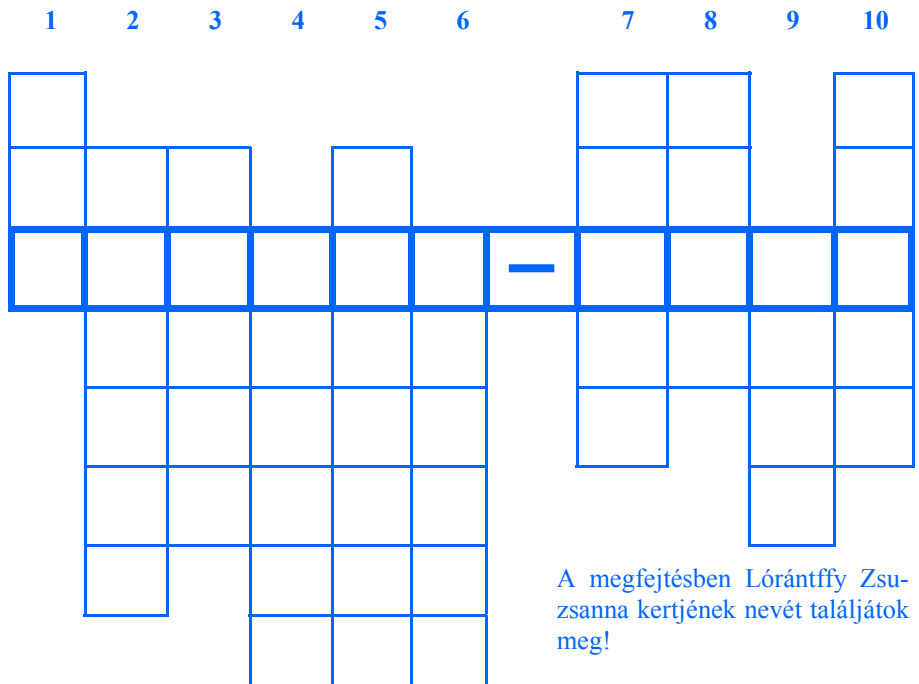 1 2 3 4 5 6 7 8 9 10
A megfejtésben Lórántffy Zsu-
zsanna kertjének nevét találjátok
meg!